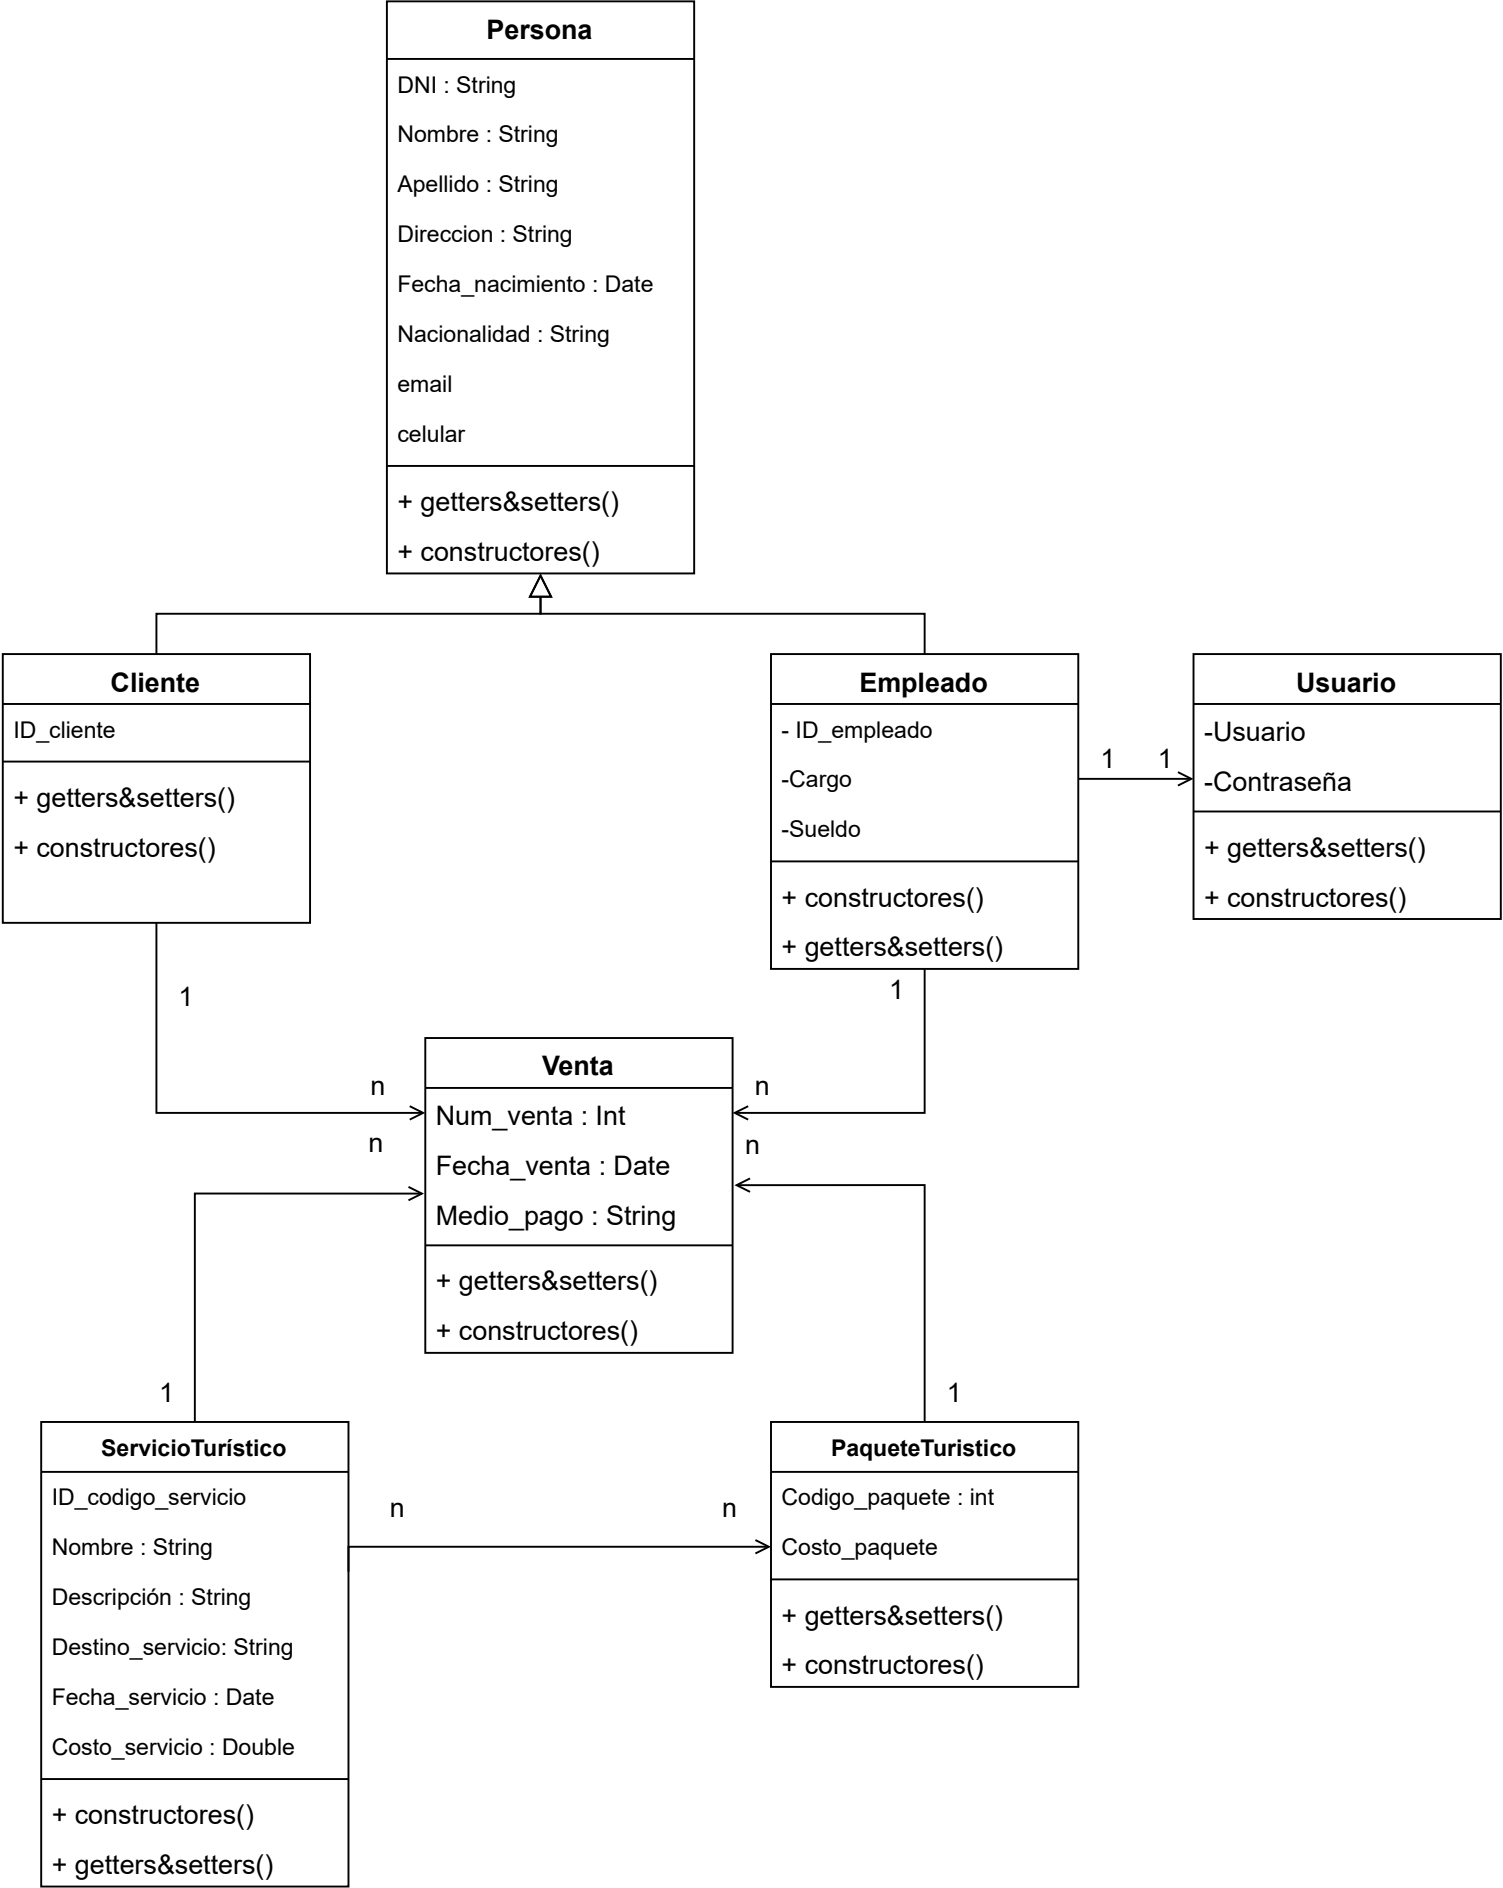 Persona
DNI : String
Nombre : String
Apellido : String
Direccion : String
Fecha_nacimiento : Date
Nacionalidad : String
email
celular
+ getters&setters()
+ constructores()
Cliente
ID_cliente
+ getters&setters()
+ constructores()
Empleado
- ID_empleado
-Cargo
-Sueldo
+ constructores()
+ getters&setters()
1
1
Usuario
-Usuario
-Contraseña
+ getters&setters()
+ constructores()
1
n
1
n
Venta
Num_venta : Int
Fecha_venta : Date
Medio_pago : String
+ getters&setters()
+ constructores()
n
n
1
1
ServicioTurístico
ID_codigo_servicio
Nombre : String
Descripción : String
Destino_servicio: String
Fecha_servicio : Date
Costo_servicio : Double
+ constructores()
+ getters&setters()
n
n
PaqueteTuristico
Codigo_paquete : int
Costo_paquete
+ getters&setters()
+ constructores()